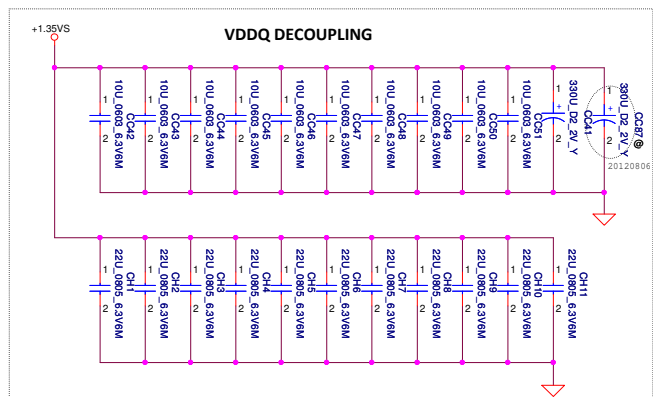 +1.35VS
VDDQ DECOUPLING
1
2
10U_0603_6.3V6M
CC42
1
2
10U_0603_6.3V6M
CC43
1
2
10U_0603_6.3V6M
CC44
1
2
10U_0603_6.3V6M
CC45
1
2
10U_0603_6.3V6M
CC46
1
2
10U_0603_6.3V6M
CC47
1
2
10U_0603_6.3V6M
CC48
1
2
10U_0603_6.3V6M
CC49
1
2
10U_0603_6.3V6M
CC50
1
2
10U_0603_6.3V6M
CC51
1
+
2
330U_D2_2V_Y
CC41
1
+
2
330U_D2_2V_Y
CC87@
20120806
1
2
22U_0805_6.3V6M
CH1
1
2
22U_0805_6.3V6M
CH2
1
2
22U_0805_6.3V6M
CH3
1
2
22U_0805_6.3V6M
CH4
1
2
22U_0805_6.3V6M
CH5
1
2
22U_0805_6.3V6M
CH6
1
2
22U_0805_6.3V6M
CH7
1
2
22U_0805_6.3V6M
CH8
1
2
22U_0805_6.3V6M
CH9
1
2
22U_0805_6.3V6M
CH10
1
2
22U_0805_6.3V6M
CH11